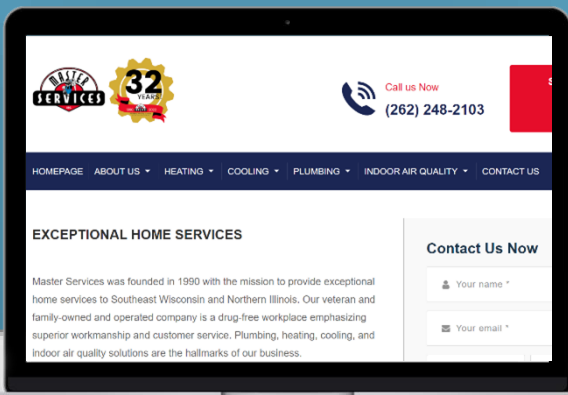 MASTER
SERVICES
32
YEARS
Call us Now
(262) 248-2103
S
HOMEPAGE ABOUT US HEATING COOLING PLUMBING INDOOR AIR QUALITY CONTACT US
EXCEPTIONAL HOME SERVICES
Master Services was founded in 1990 with the mission to provide exceptional
home services to Southeast Wisconsin and Northern Illinois. Our veteran and
family-owned and operated company is a drug-free workplace emphasizing
superior workmanship and customer service. Plumbing, heating, cooling, and
indoor air quality solutions are the hallmarks of our business.
Contact Us Now
Your name *
Your email *